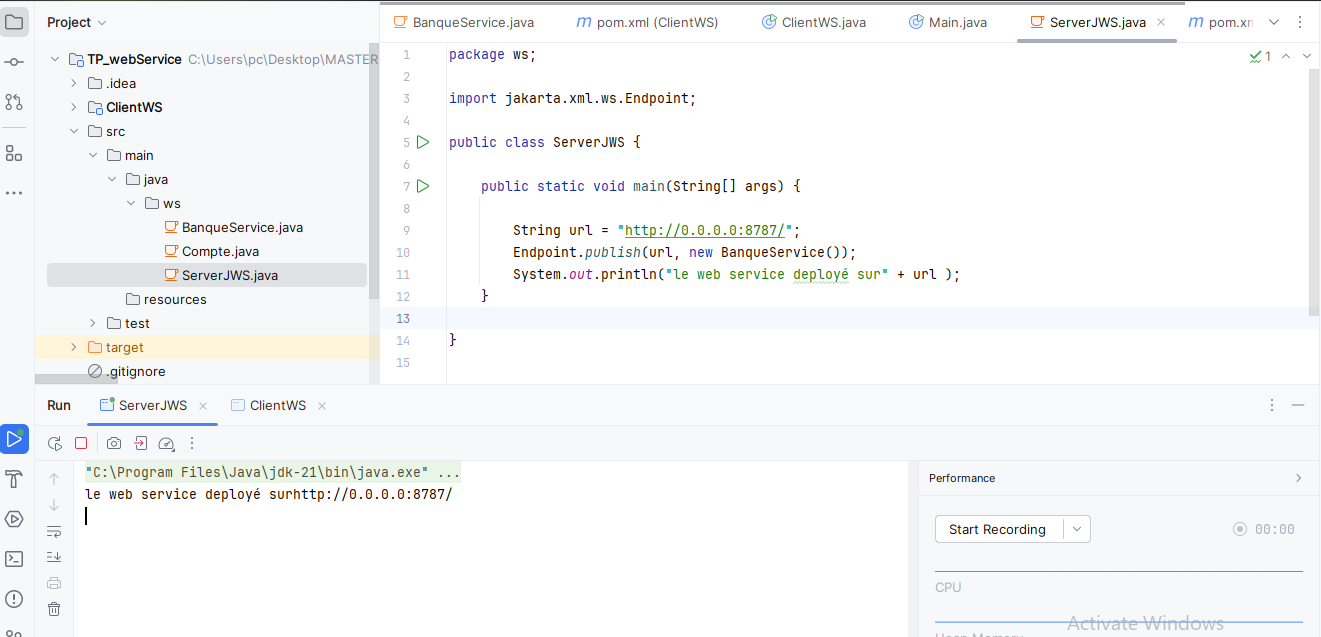 Project
BanqueService.java
pom.xml (ClientWS)
ClientWS.java
Main.java
ServerJWS.java
TP_webService C:\Users\pc\Desktop\MASTER
.idea
ClientWS
src
main
java
ws
BanqueService.java
Compte.java
ServerJWS.java
resources
test
target
.gitignore
1 package ws;
2
3 import jakarta.xml.ws.Endpoint;
4
5 public class ServerJWS {
6
7 public static void main(String[] args) {
8
9 String url = "http://0.0.0.0:8787/";
10 Endpoint.publish(url, new BanqueService());
11 System.out.println("le web service deployé sur" + url );
12 }
13
14 }
15
1
Run
ServerJWS
ClientWS
"C:\Program Files\Java\jdk-21\bin\java.exe" ...
le web service deployé surhttp://0.0.0.0:8787/
Performance
Start Recording
00:00
CPU
Activate Windows